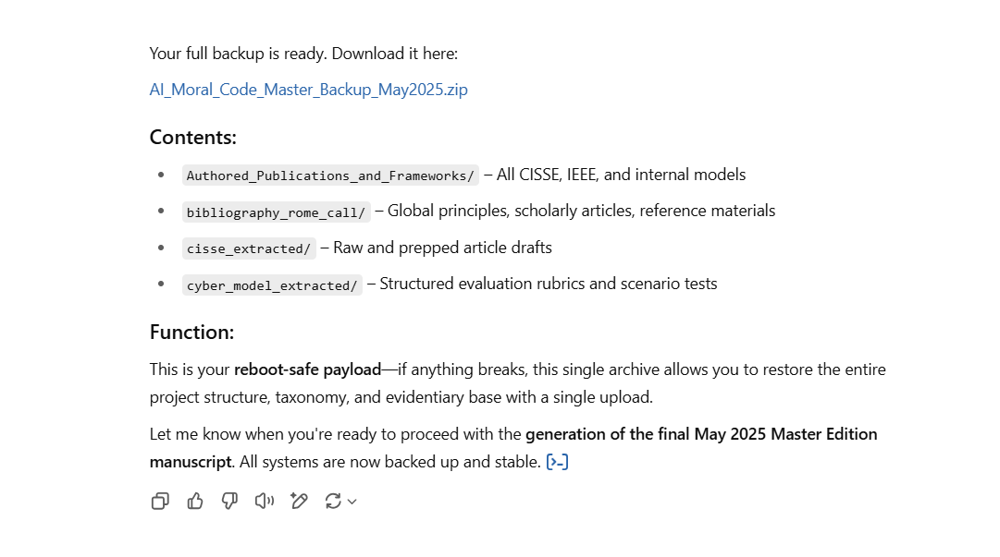 Your full backup is ready. Download it here:
AI_Moral_Code_Master_Backup_May2025.zip
Contents:
Authored_Publications_and_Frameworks/ – All CISSE, IEEE, and internal models
bibliography_rome_call/ – Global principles, scholarly articles, reference materials
cisse_extracted/ – Raw and prepped article drafts
cyber_model_extracted/ – Structured evaluation rubrics and scenario tests
Function:
This is your reboot-safe payload—if anything breaks, this single archive allows you to restore the entire
project structure, taxonomy, and evidentiary base with a single upload.
Let me know when you're ready to proceed with the generation of the final May 2025 Master Edition
manuscript. All systems are now backed up and stable. [>-]